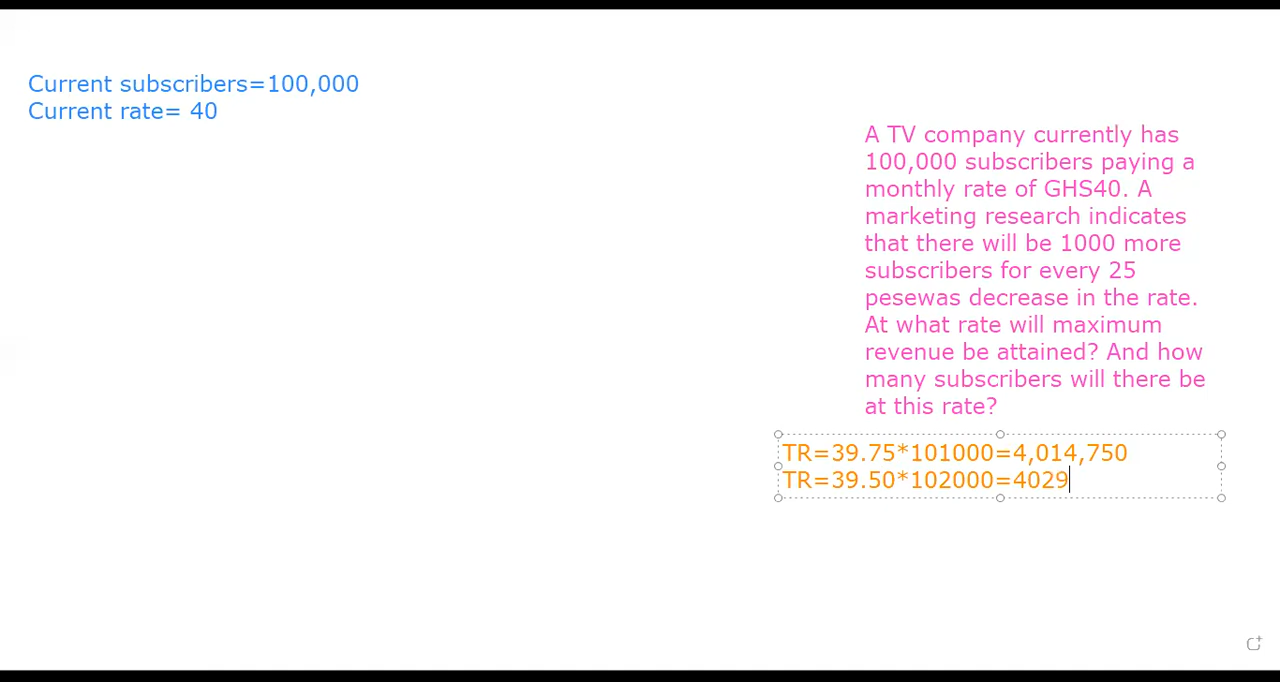 Current subscribers=100,000
Current rate= 40
A TV company currently has
100,000 subscribers paying a
monthly rate of GHS40. A
marketing research indicates
that there will be 1000 more
subscribers for every 25
pesewas decrease in the rate.
At what rate will maximum
revenue be attained? And how
many subscribers will there be
at this rate?
TR=39.75*101000=4,014,750
TR=39.50*102000=4029